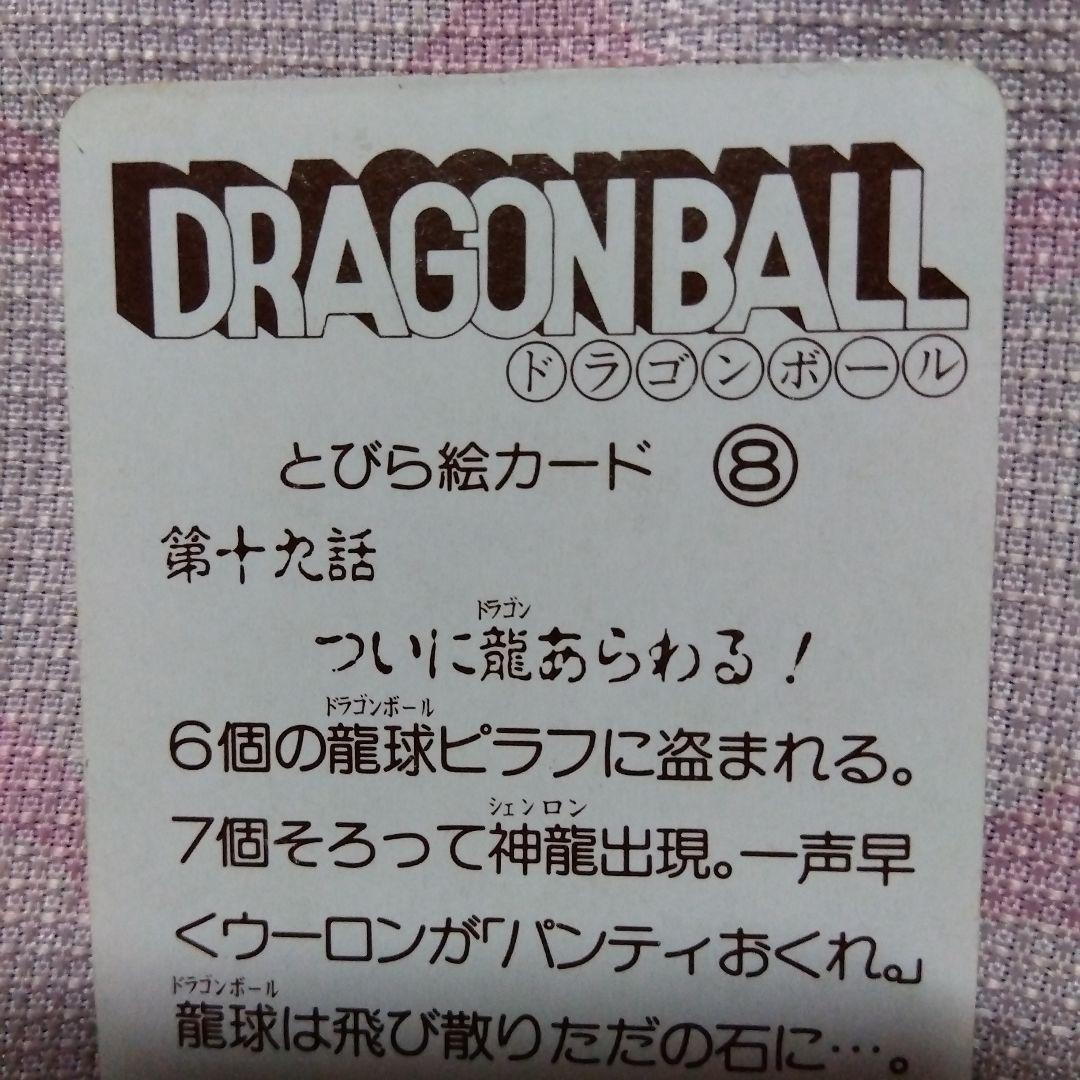 DRAGON BALL
ドラゴンボール
とびら絵カード ⑧
第十九話
ドラゴン
ついに龍あらわる！
ドラゴンボール
6個の龍球ピラフに盗まれる。
シェンロン
7個そろって神龍出現。一声早
くウーロンが「パンティおくれ。」
ドラゴンボール
龍球は飛び散りただの石に…。